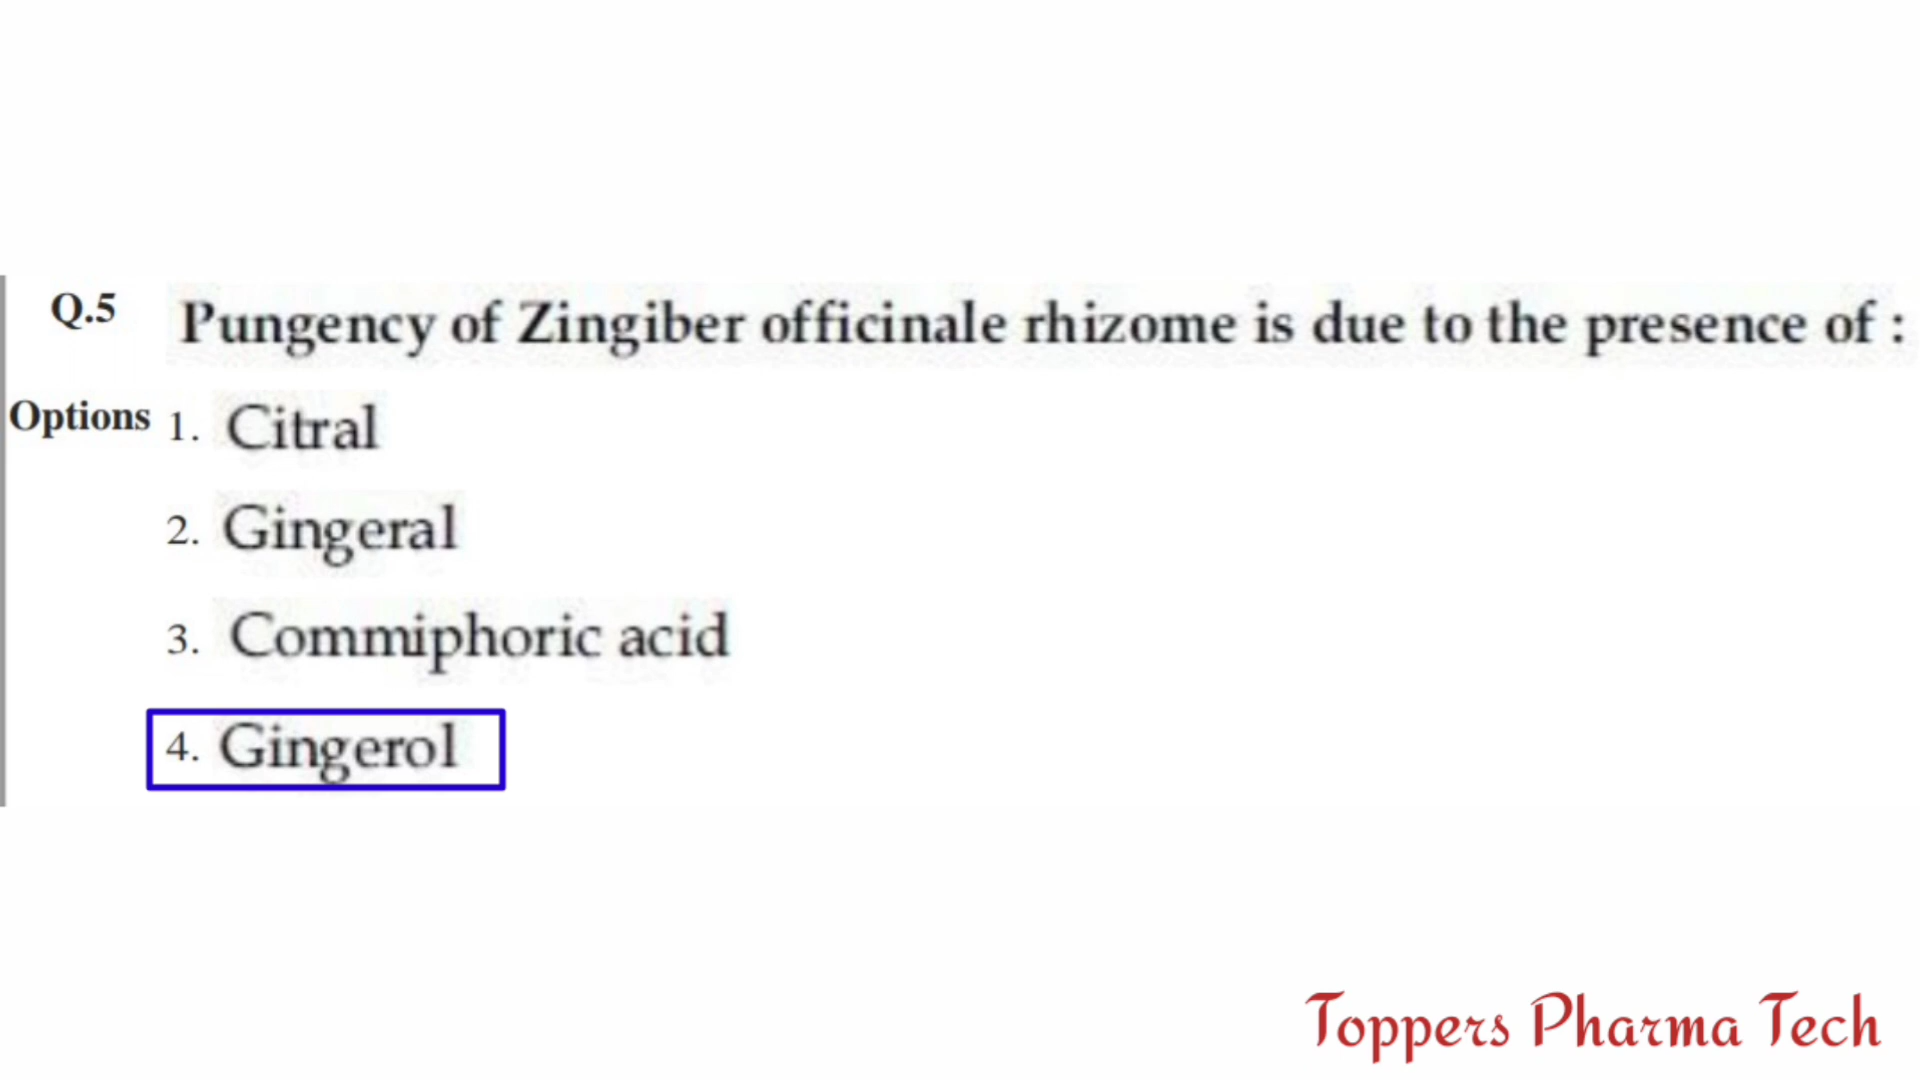 Q.5 Pungency of Zingiber officinale rhizome is due to the presence of :
Options 1. Citral
2. Gingeral
3. Commiphoric acid
4. Gingerol
Toppers Pharma Tech